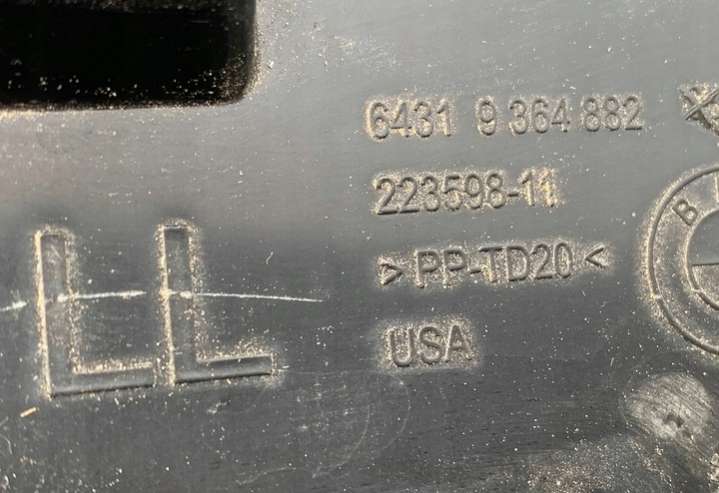 6431 9 364 882
223598-11
>PP-TD20<
USA
LL
B